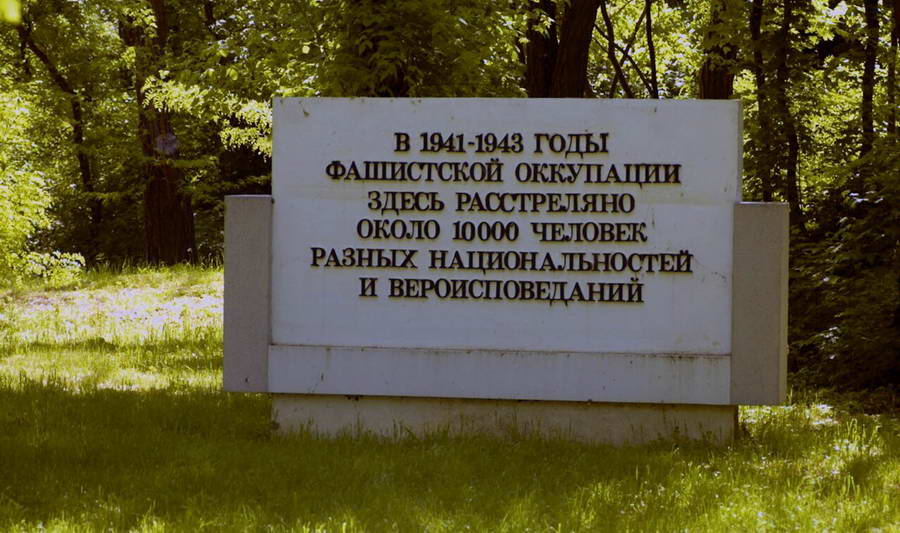 В 1941-1943 ГОДЫ
ФАШИСТСКОЙ ОККУПАЦИИ
ЗДЕСЬ РАССТРЕЛЯНО
ОКОЛО 10000 ЧЕЛОВЕК
РАЗНЫХ НАЦИОНАЛЬНОСТЕЙ
И ВЕРОИСПОВЕДАНИЙ